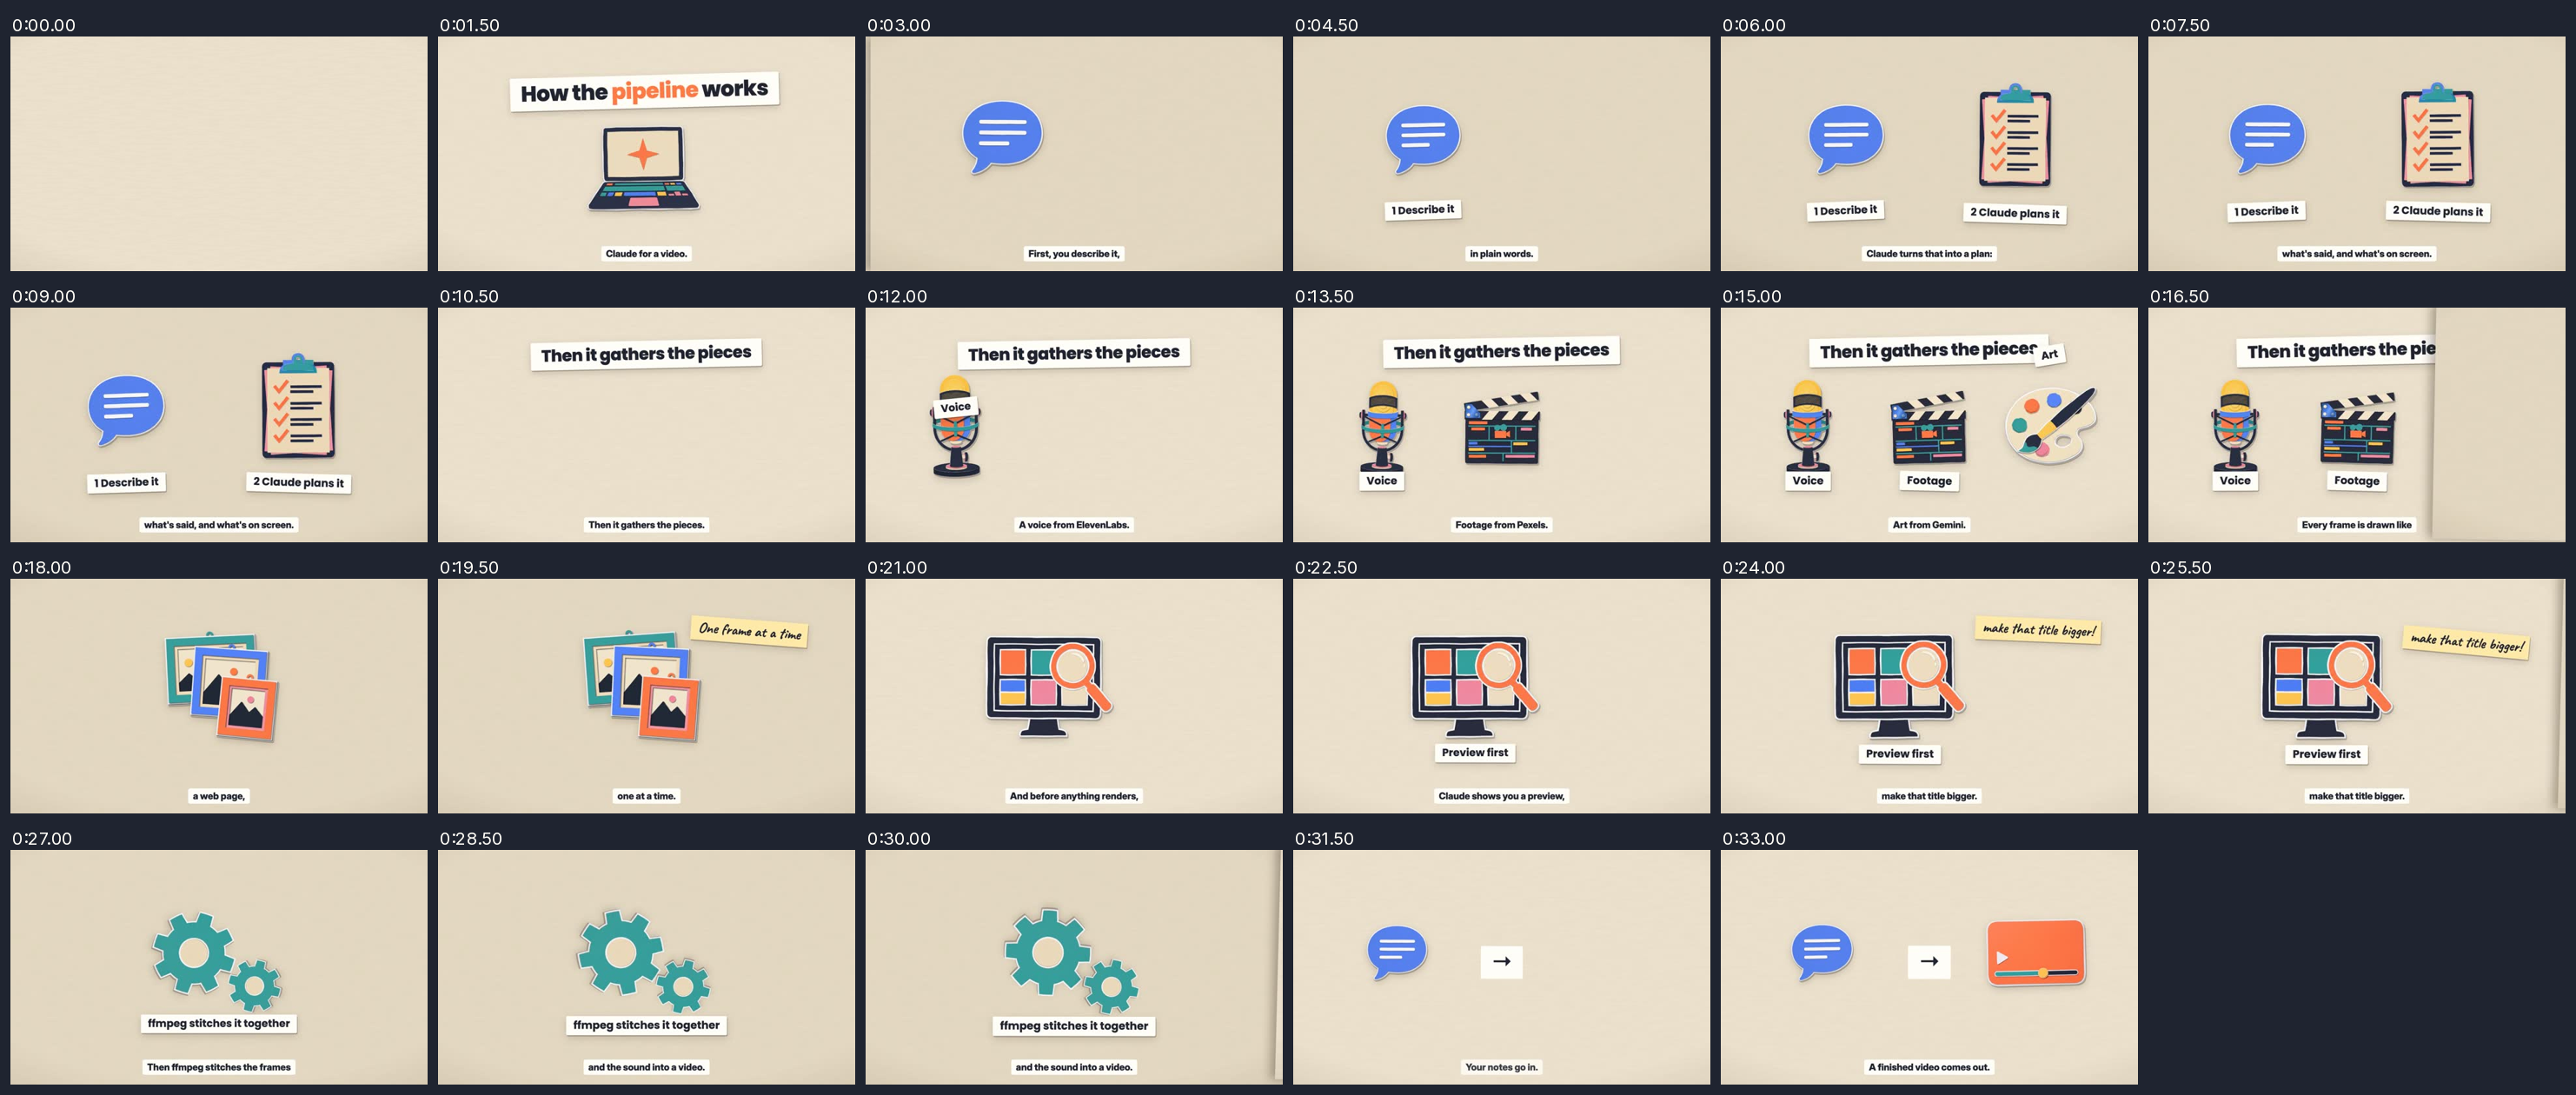 0:00.00
0:01.50
How the pipeline works
Claude for a video.
0:03.00
First, you describe it,
0:04.50
1 Describe it
in plain words.
0:06.00
1 Describe it
2 Claude plans it
Claude turns that into a plan:
0:07.50
1 Describe it
2 Claude plans it
what's said, and what's on screen.
0:09.00
1 Describe it
2 Claude plans it
what's said, and what's on screen.
0:10.50
Then it gathers the pieces
Then it gathers the pieces.
0:12.00
Then it gathers the pieces
Voice
A voice from ElevenLabs.
0:13.50
Then it gathers the pieces
Voice
Footage from Pexels.
0:15.00
Then it gathers the pieces
Art
Voice
Footage
Art from Gemini.
0:16.50
Then it gathers the pie
Voice
Footage
Every frame is drawn like
0:18.00
a web page,
0:19.50
One frame at a time
one at a time.
0:21.00
And before anything renders,
0:22.50
Preview first
Claude shows you a preview,
0:24.00
make that title bigger!
Preview first
make that title bigger.
0:25.50
make that title bigger!
Preview first
make that title bigger.
0:27.00
ffmpeg stitches it together
Then ffmpeg stitches the frames
0:28.50
ffmpeg stitches it together
and the sound into a video.
0:30.00
ffmpeg stitches it together
and the sound into a video.
0:31.50
→
Your notes go in.
0:33.00
→
A finished video comes out.